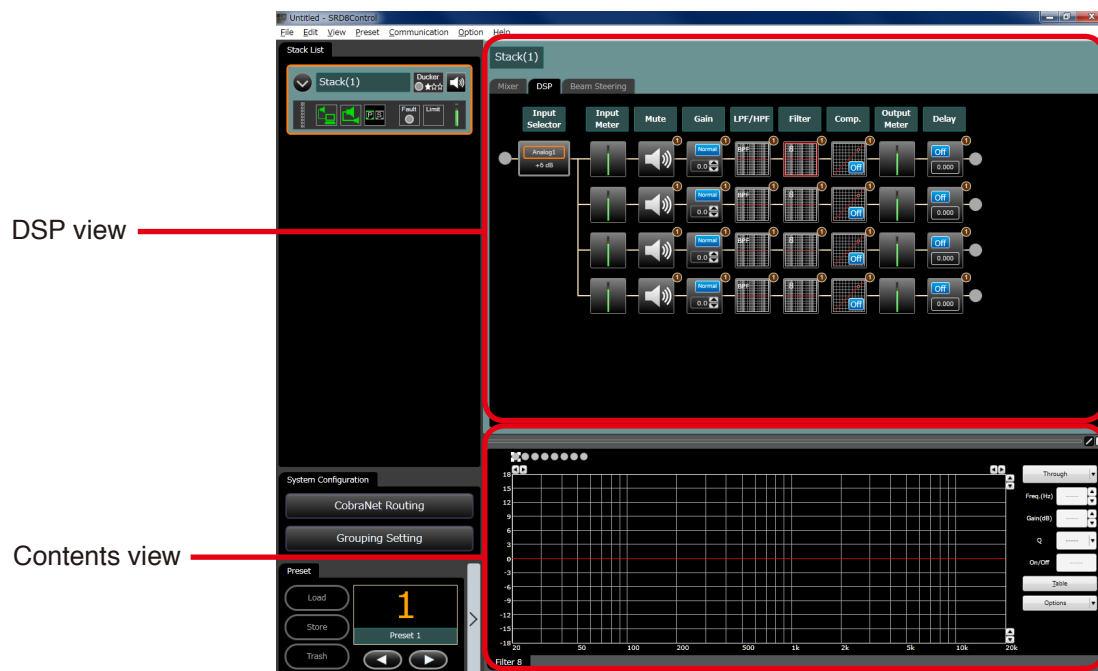 Untitled - SRD8Control
File Edit View Preset Communication Option Help
Stack List
Stack(1)
Ducker
Fault
Limit
Stack(1)
Mixer DSP Beam Steering
Input Selector
Input Meter
Mute
Gain
LPF/HPF
Filter
Comp.
Output Meter
Delay
Analog1
+6 dB
Normal
0.0
BPF
8
Off
Off
0.000
Normal
0.0
BPF
8
Off
Off
0.000
Normal
0.0
BPF
8
Off
Off
0.000
Normal
0.0
BPF
8
Off
Off
0.000
DSP view
Contents view
System Configuration
CobraNet Routing
Grouping Setting
Preset
Load
Store
Trash
1
Preset 1
18
15
12
9
6
3
0
-3
-6
-9
-12
-15
-18
20 50 100 200 500 1k 2k 5k 10k 20k
Through
Freq.(Hz)
Gain(dB)
Q
On/Off
Table
Options
Filter 8